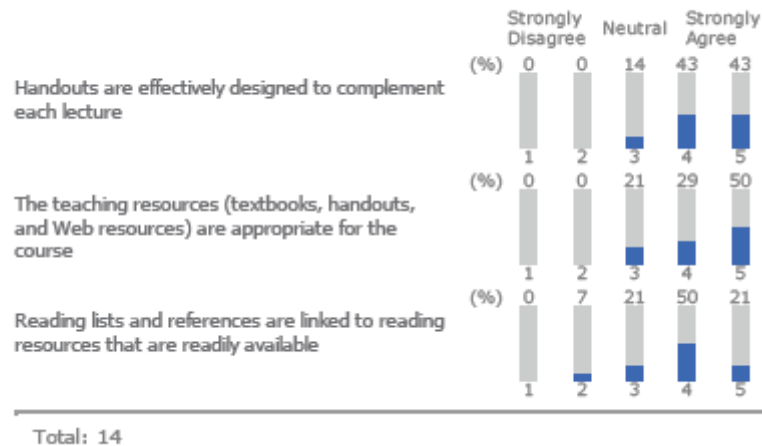 Strongly Disagree Neutral Strongly Agree
(%) 0 0 14 43 43
Handouts are effectively designed to complement
each lecture
1 2 3 4 5
(%) 0 0 21 29 50
The teaching resources (textbooks, handouts,
and Web resources) are appropriate for the
course
1 2 3 4 5
(%) 0 7 21 50 21
Reading lists and references are linked to reading
resources that are readily available
1 2 3 4 5
Total: 14